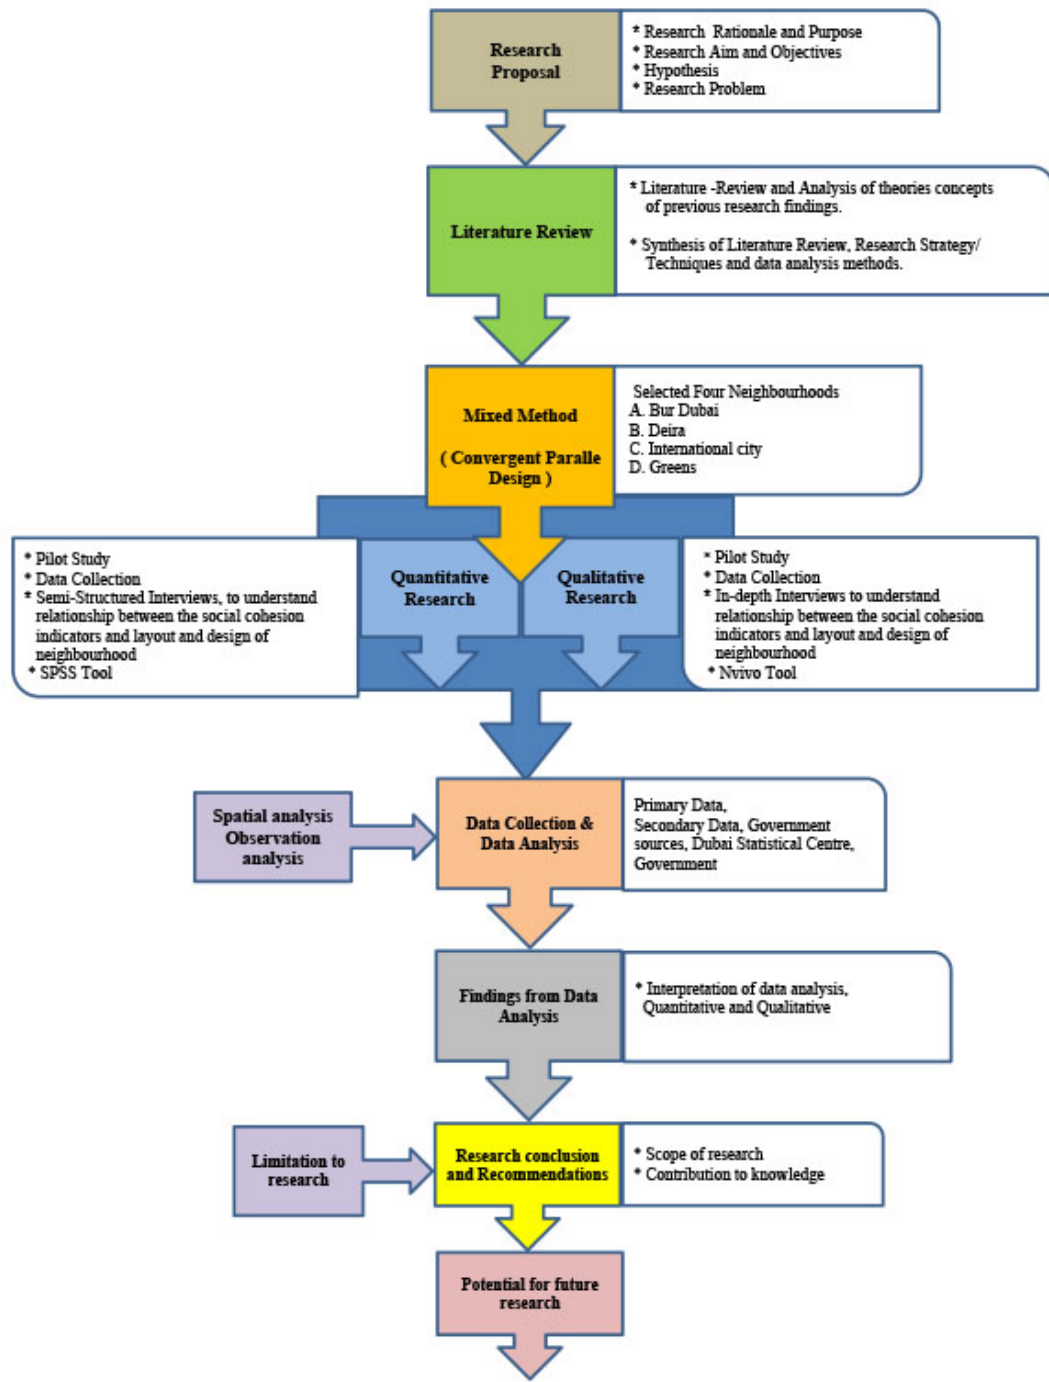 Research
Proposal
* Research Rationale and Purpose
* Research Aim and Objectives
* Hypothesis
* Research Problem
Literature Review
* Literature -Review and Analysis of theories concepts
of previous research findings.
* Synthesis of Literature Review, Research Strategy/
Techniques and data analysis methods.
Mixed Method
( Convergent Paralle
Design )
Selected Four Neighbourhoods
A. Bur Dubai
B. Deira
C. International city
D. Greens
* Pilot Study
* Data Collection
* Semi-Structured Interviews, to understand
relationship between the social cohesion
indicators and layout and design of
neighbourhood
* SPSS Tool
Quantitative
Research
Qualitative
Research
* Pilot Study
* Data Collection
* In-depth Interviews to understand
relationship between the social cohesion
indicators and layout and design of
neighbourhood
* Nvivo Tool
Spatial analysis
Observation
analysis
Data Collection &
Data Analysis
Primary Data,
Secondary Data, Government
sources, Dubai Statistical Centre,
Government
Findings from Data
Analysis
* Interpretation of data analysis,
Quantitative and Qualitative
Limitation to
research
Research conclusion
and Recommendations
* Scope of research
* Contribution to knowledge
Potential for future
research